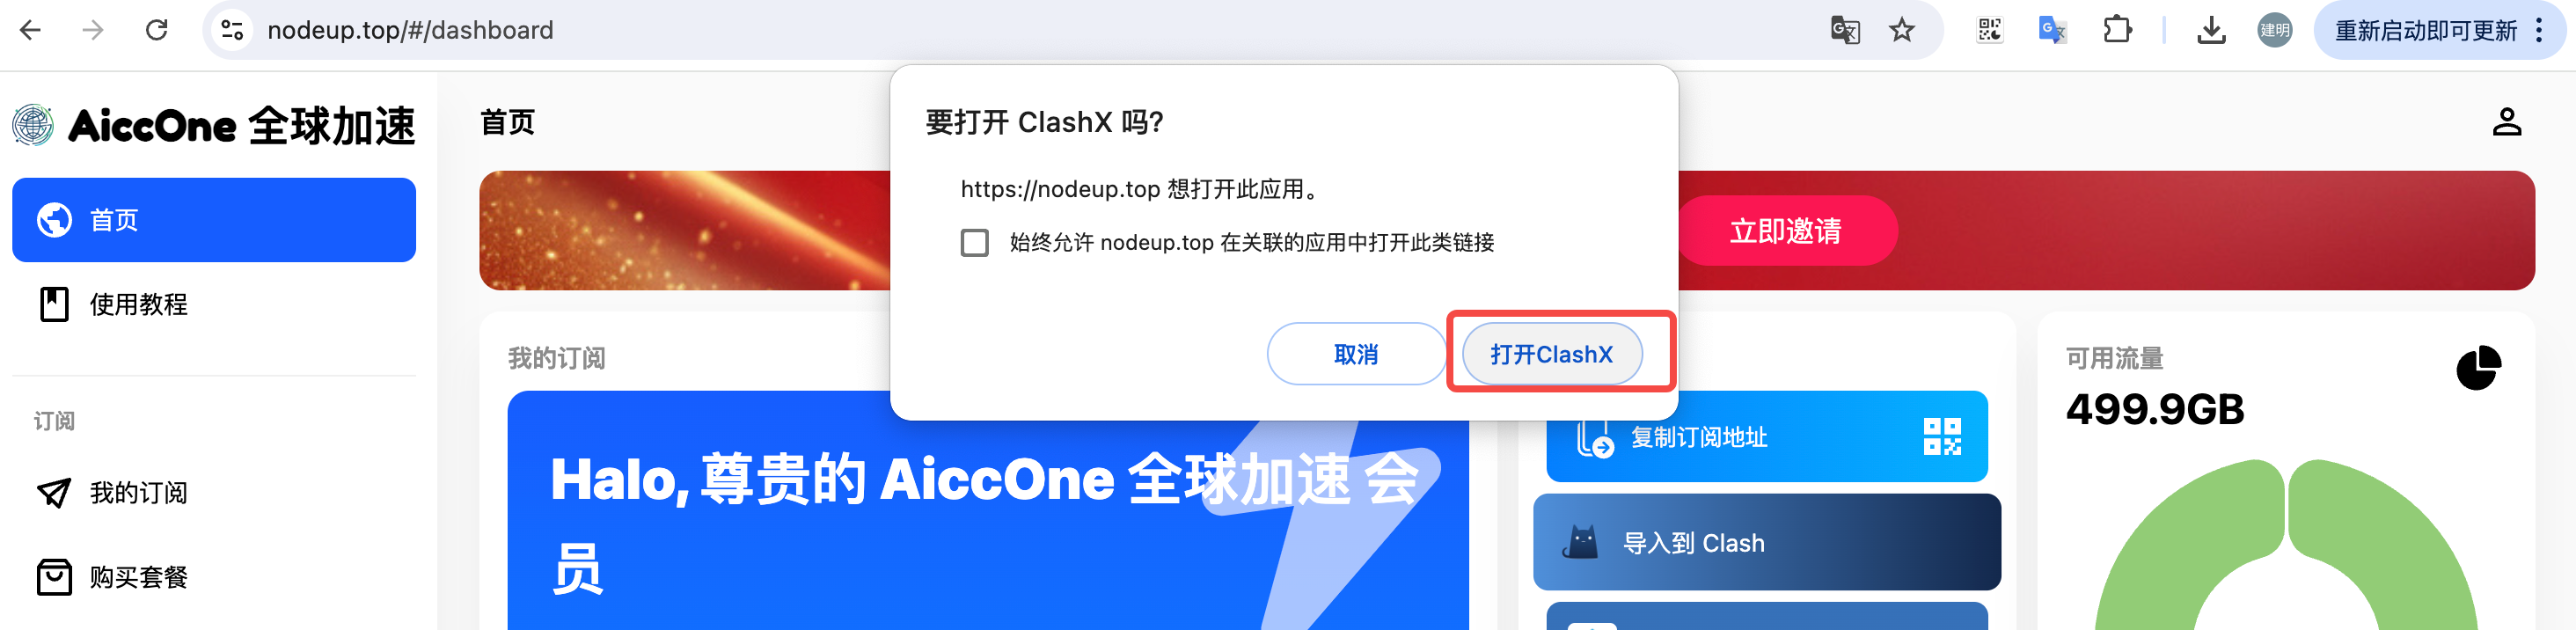 nodeup.top/#/dashboard
建明
重新启动即可更新
AiccOne 全球加速
首页
使用教程
订阅
我的订阅
购买套餐
首页
要打开 ClashX 吗?
https://nodeup.top 想打开此应用。
始终允许 nodeup.top 在关联的应用中打开此类链接
取消
打开ClashX
立即邀请
我的订阅
Halo, 尊贵的 AiccOne 全球加速 会
员
复制订阅地址
导入到 Clash
可用流量
499.9GB